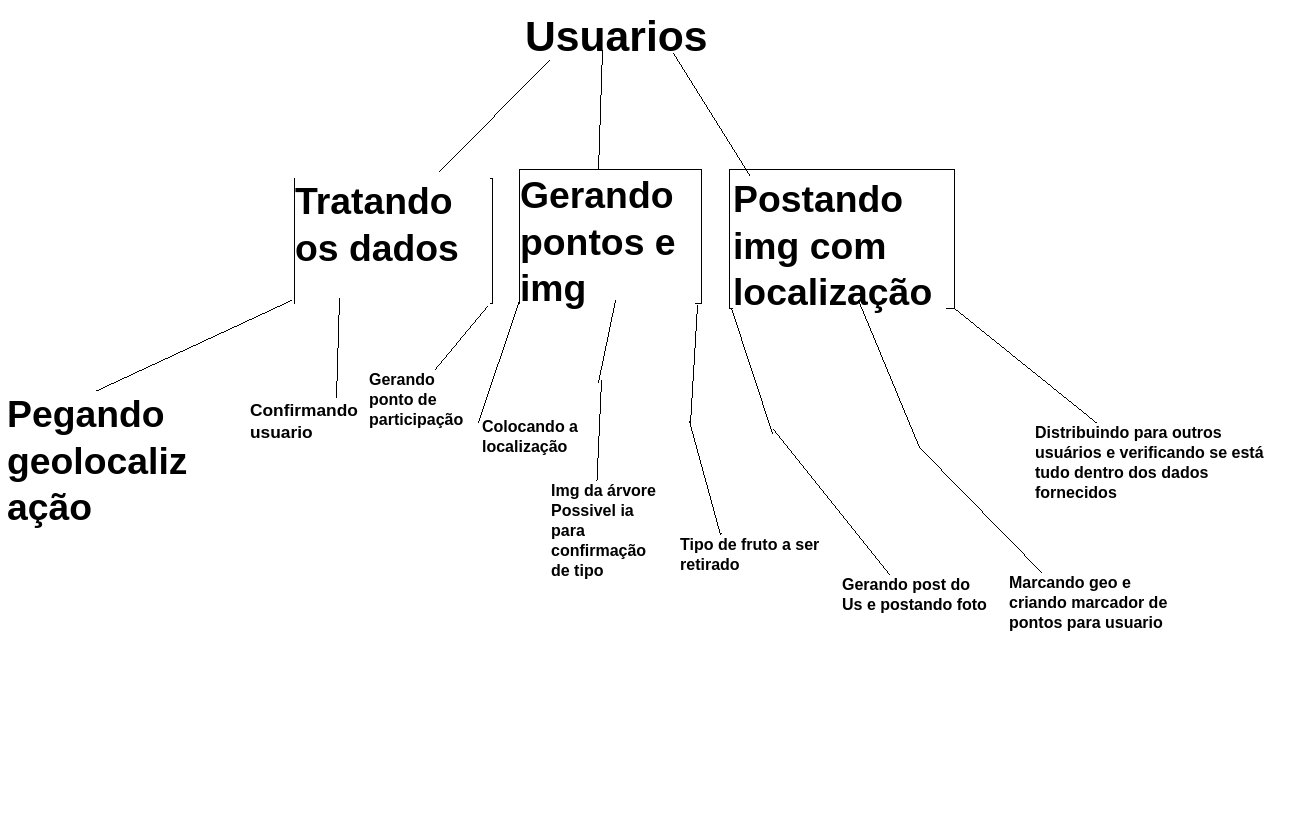 Usuarios
Tratando
os dados
Gerando
pontos e
img
Postando
img com
localização
Pegando
geolocaliz
ação
Confirmando
usuario
Gerando
ponto de
participação
Colocando a
localização
Img da árvore
Possivel ia
para
confirmação
de tipo
Tipo de fruto a ser
retirado
Gerando post do
Us e postando foto
Marcando geo e
criando marcador de
pontos para usuario
Distribuindo para outros
usuários e verificando se está
tudo dentro dos dados
fornecidos